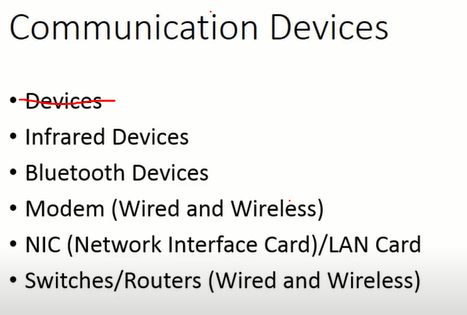 Communication Devices
• Devices
• Infrared Devices
• Bluetooth Devices
• Modem (Wired and Wireless)
• NIC (Network Interface Card)/LAN Card
• Switches/Routers (Wired and Wireless)